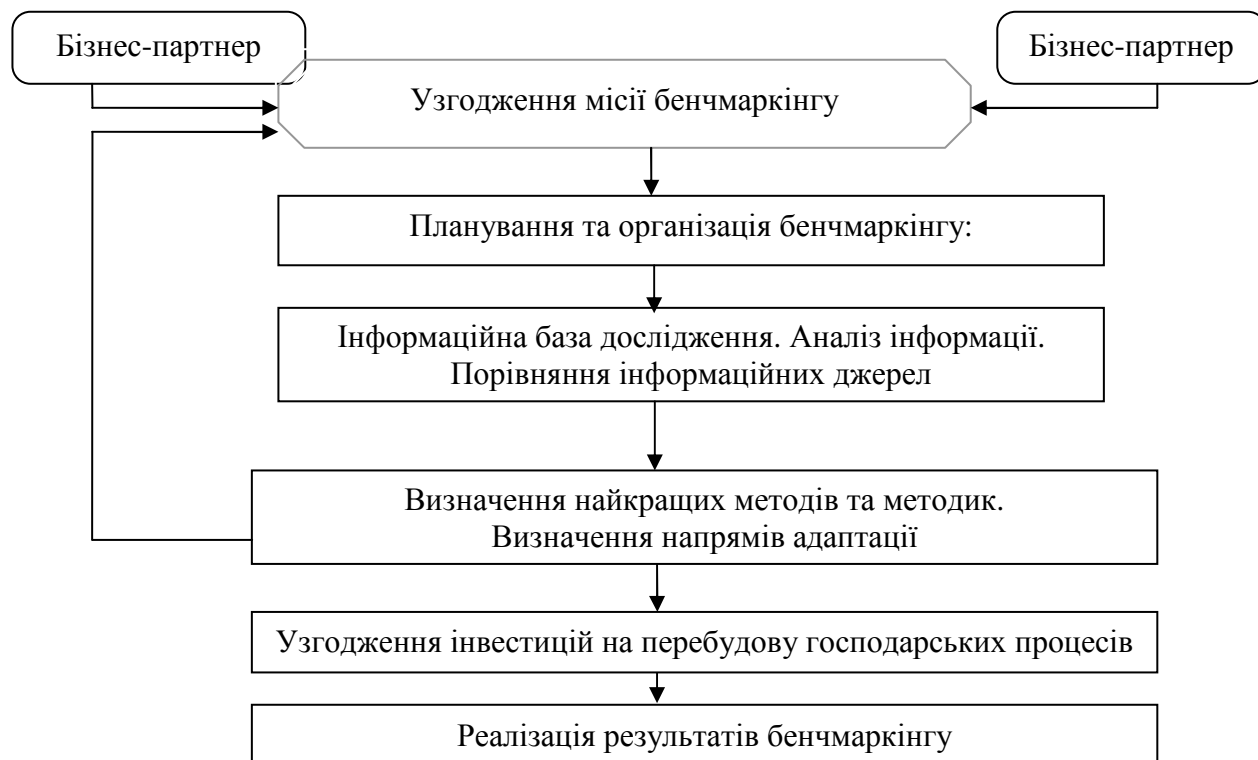 Бізнес-партнер
Бізнес-партнер
Узгодження місії бенчмаркінгу
Планування та організація бенчмаркінгу:
Інформаційна база дослідження. Аналіз інформації.
Порівняння інформаційних джерел
Визначення найкращих методів та методик.
Визначення напрямів адаптації
Узгодження інвестицій на перебудову господарських процесів
Реалізація результатів бенчмаркінгу